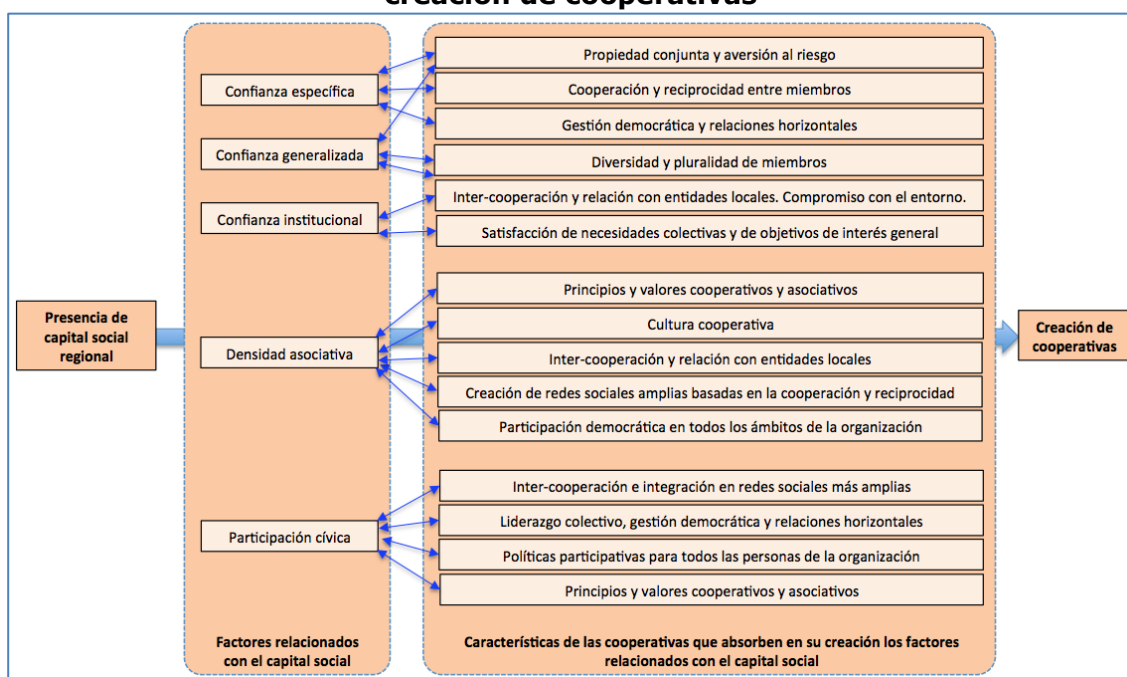 creación de cooperativas
Propiedad conjunta y aversión al riesgo
Confianza específica
Cooperación y reciprocidad entre miembros
Gestión democrática y relaciones horizontales
Confianza generalizada
Diversidad y pluralidad de miembros
Confianza institucional
Inter-cooperación y relación con entidades locales. Compromiso con el entorno.
Satisfacción de necesidades colectivas y de objetivos de interés general
Presencia de
capital social
regional
Principios y valores cooperativos y asociativos
Cultura cooperativa
Densidad asociativa
Inter-cooperación y relación con entidades locales
Creación de redes sociales amplias basadas en la cooperación y reciprocidad
Participación democrática en todos los ámbitos de la organización
Creación de
cooperativas
Inter-cooperación e integración en redes sociales más amplias
Liderazgo colectivo, gestión democrática y relaciones horizontales
Participación cívica
Políticas participativas para todos las personas de la organización
Principios y valores cooperativos y asociativos
Factores relacionados
con el capital social
Características de las cooperativas que absorben en su creación los factores
relacionados con el capital social